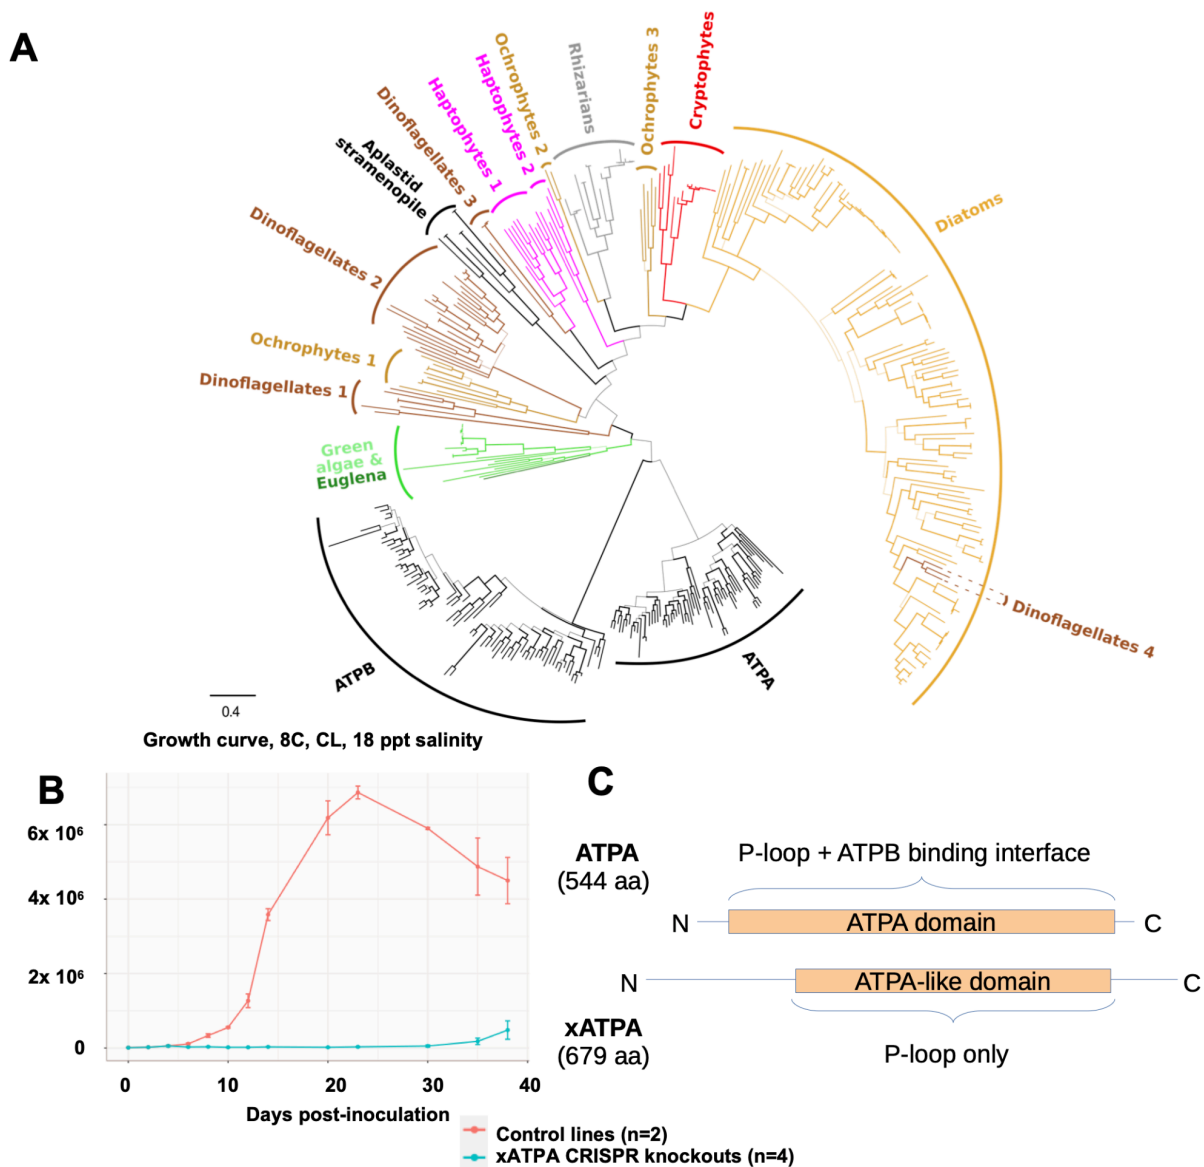 A
Ochrophytes 3
Cryptophytes
Rhizarians
Ochrophytes 2
Haptophytes 2
Haptophytes 1
Dinoflagellates 3
Aplastid
stramenopile
Dinoflagellates 2
Ochrophytes 1
Dinoflagellates 1
Green
algae &
Euglena
Diatoms
Dinoflagellates 4
ATPB
ATPA
0.4
Growth curve, 8C, CL, 18 ppt salinity
B
6x 10⁶
4x 10⁶
2x 10⁶
0
0 10 20 30 40
Days post-inoculation
Control lines (n=2)
xATPA CRISPR knockouts (n=4)
C
ATPA
(544 aa)
P-loop + ATPB binding interface
N ATPA domain C
N ATPA-like domain C
xATPA
(679 aa)
P-loop only